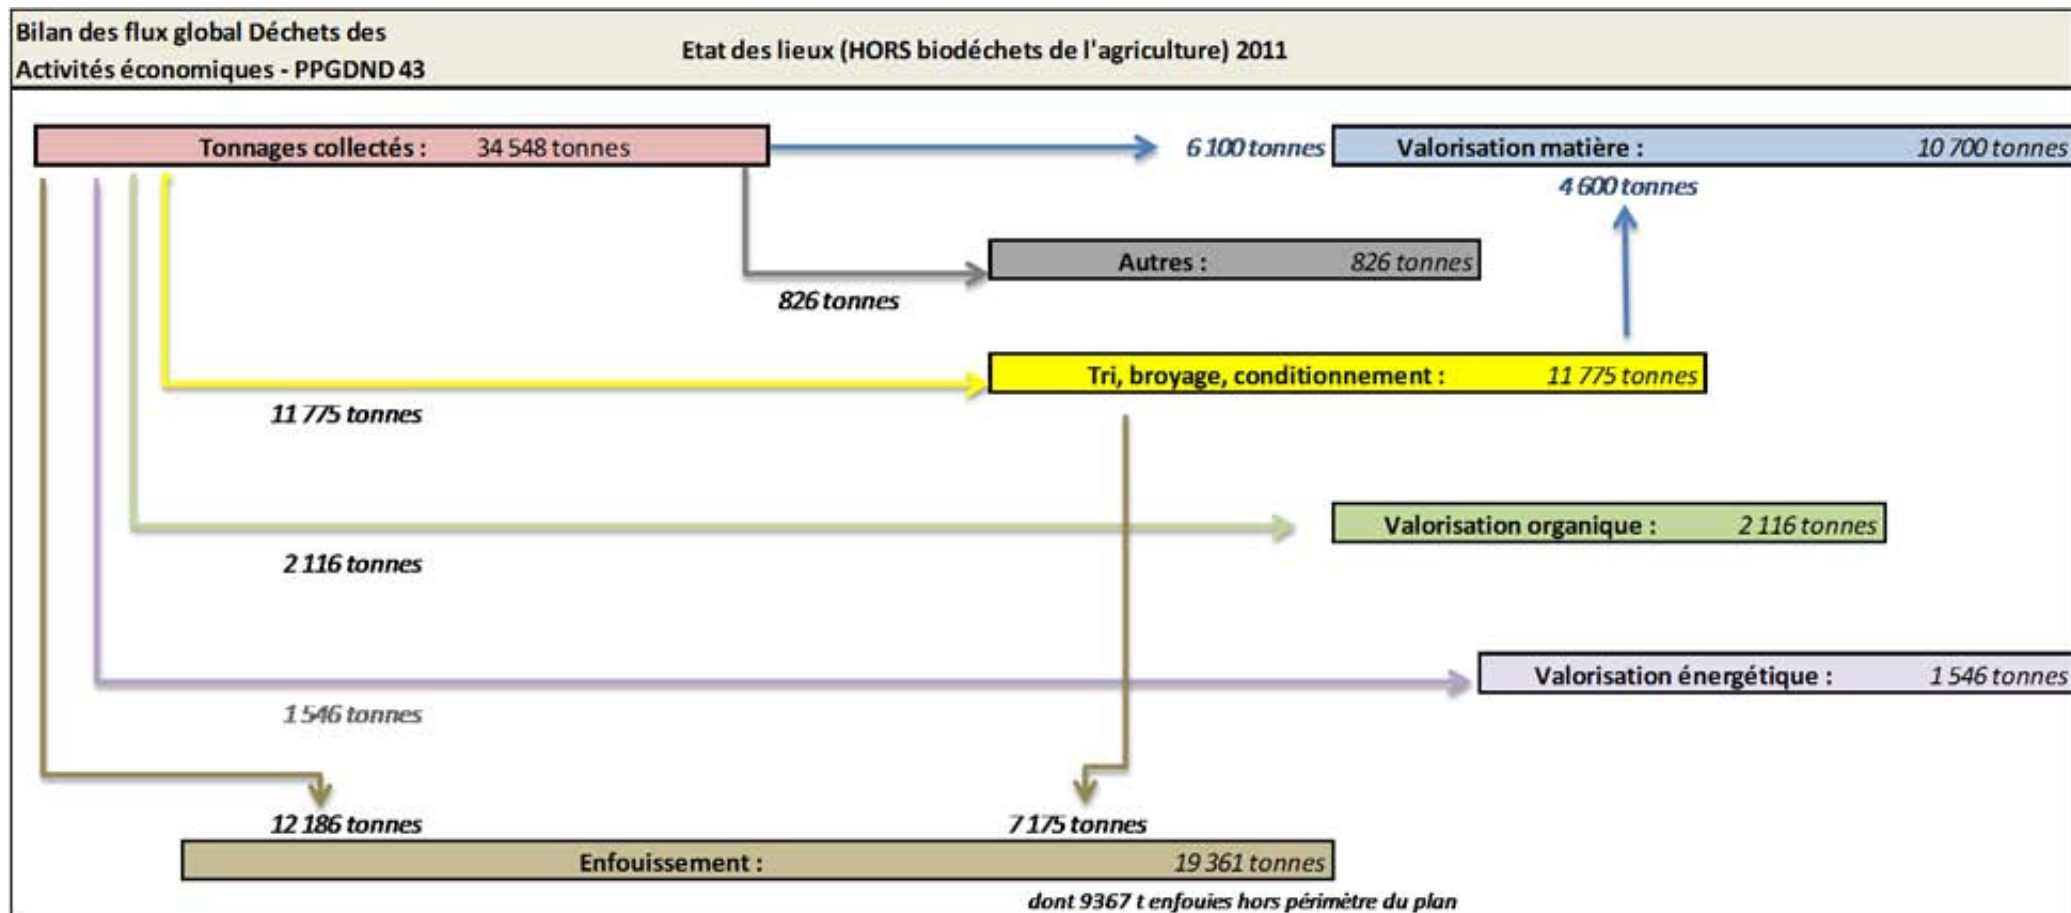 Bilan des flux global Déchets des
Activités économiques - PPGDND 43
Etat des lieux (HORS biodéchets de l'agriculture) 2011
Tonnages collectés : 34 548 tonnes
6 100 tonnes
Valorisation matière : 10 700 tonnes
4 600 tonnes
Autres : 826 tonnes
826 tonnes
Tri, broyage, conditionnement : 11 775 tonnes
11 775 tonnes
Valorisation organique : 2 116 tonnes
2 116 tonnes
Valorisation énergétique : 1 546 tonnes
1 546 tonnes
12 186 tonnes
7 175 tonnes
Enfouissement : 19 361 tonnes
dont 9367 t enfouies hors périmètre du plan